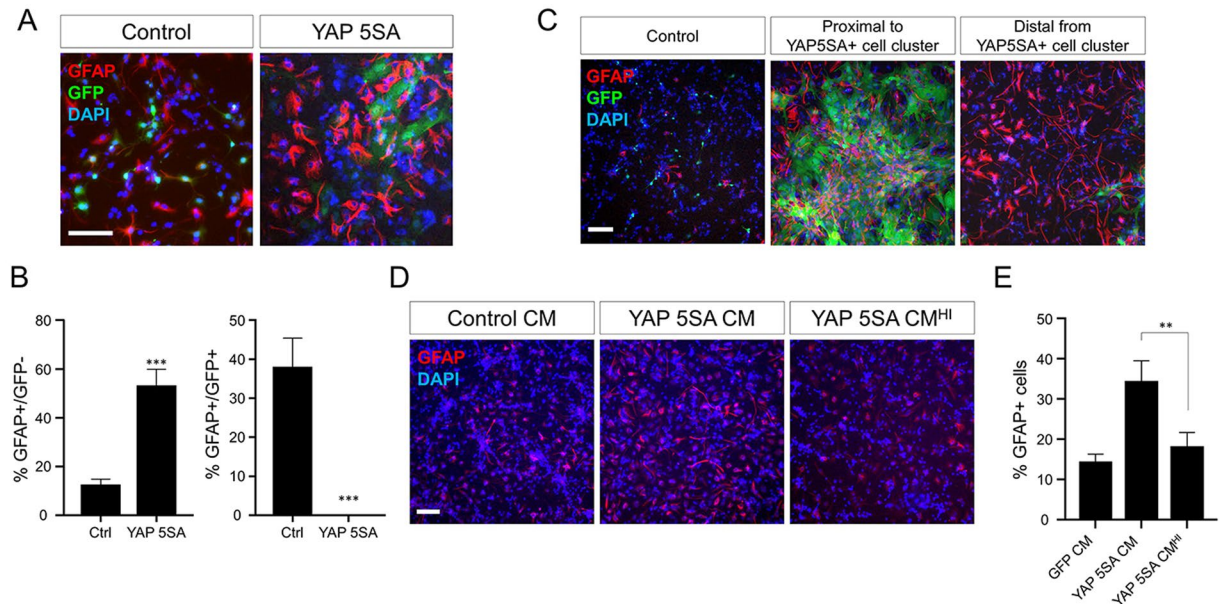 A
Control
YAP 5SA
GFAP
GFP
DAPI
B
% GFAP+/GFP-
80
60
40
20
0
***
Ctrl
YAP 5SA
% GFAP+/GFP+
50
40
30
20
10
0
***
Ctrl
YAP 5SA
C
Control
Proximal to
YAP5SA+ cell cluster
Distal from
YAP5SA+ cell cluster
GFAP
GFP
DAPI
D
Control CM
YAP 5SA CM
YAP 5SA CMHI
GFAP
DAPI
E
% GFAP+ cells
50
40
30
20
10
0
**
GFP CM
YAP 5SA CM
YAP 5SA CMHI